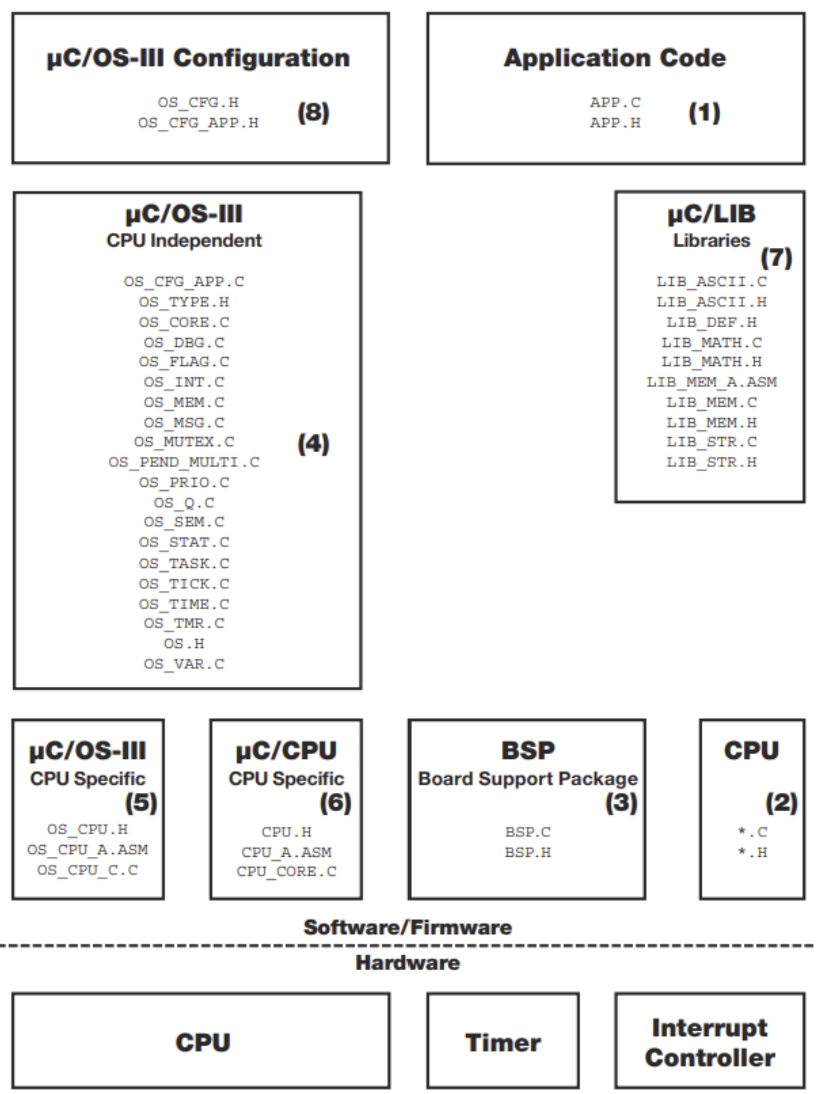 µC/OS-III Configuration
OS_CFG.H
OS_CFG_APP.H
(8)
Application Code
APP.C
APP.H
(1)
µC/OS-III
CPU Independent
OS_CFG_APP.C
OS_TYPE.H
OS_CORE.C
OS_DBG.C
OS_FLAG.C
OS_INT.C
OS_MEM.C
OS_MSG.C
OS_MUTEX.C
(4)
OS_PEND_MULTI.C
OS_PRIO.C
OS_Q.C
OS_SEM.C
OS_STAT.C
OS_TASK.C
OS_TICK.C
OS_TIME.C
OS_TMR.C
OS.H
OS_VAR.C
µC/LIB
Libraries
(7)
LIB_ASCII.C
LIB_ASCII.H
LIB_DEF.H
LIB_MATH.C
LIB_MATH.H
LIB_MEM_A.ASM
LIB_MEM.C
LIB_MEM.H
LIB_STR.C
LIB_STR.H
µC/OS-III
CPU Specific
(5)
OS_CPU.H
OS_CPU_A.ASM
OS_CPU_C.C
µC/CPU
CPU Specific
(6)
CPU.H
CPU_A.ASM
CPU_CORE.C
BSP
Board Support Package
(3)
BSP.C
BSP.H
CPU
(2)
*.C
*.H
Software/Firmware
Hardware
CPU
Timer
Interrupt
Controller